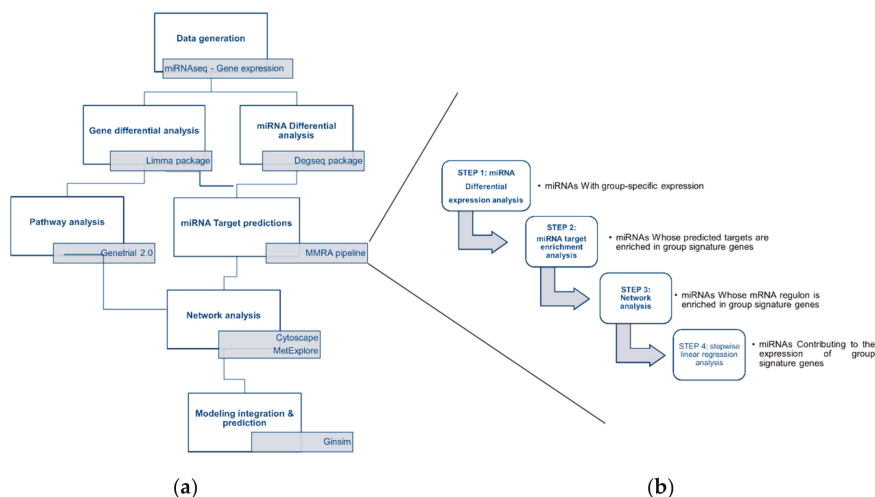 Data generation
miRNAseq - Gene expression
Gene differential analysis
Limma package
miRNA Differential
analysis
Degseq package
Pathway analysis
Genetrial 2.0
miRNA Target predictions
MMRA pipeline
Network analysis
Cytoscape
MetExplore
Modeling integration &
prediction
Ginsim
(a)
STEP 1: miRNA
Differential
expression analysis
• miRNAs With group-specific expression
STEP 2:
miRNA target
enrichment
analysis
• miRNAs Whose predicted targets are
enriched in group signature genes
STEP 3:
Network
analysis
• miRNAs Whose mRNA regulon is
enriched in group signature genes
STEP 4: stepwise
linear regression
analysis
• miRNAs Contributing to the
expression of group
signature genes
(b)